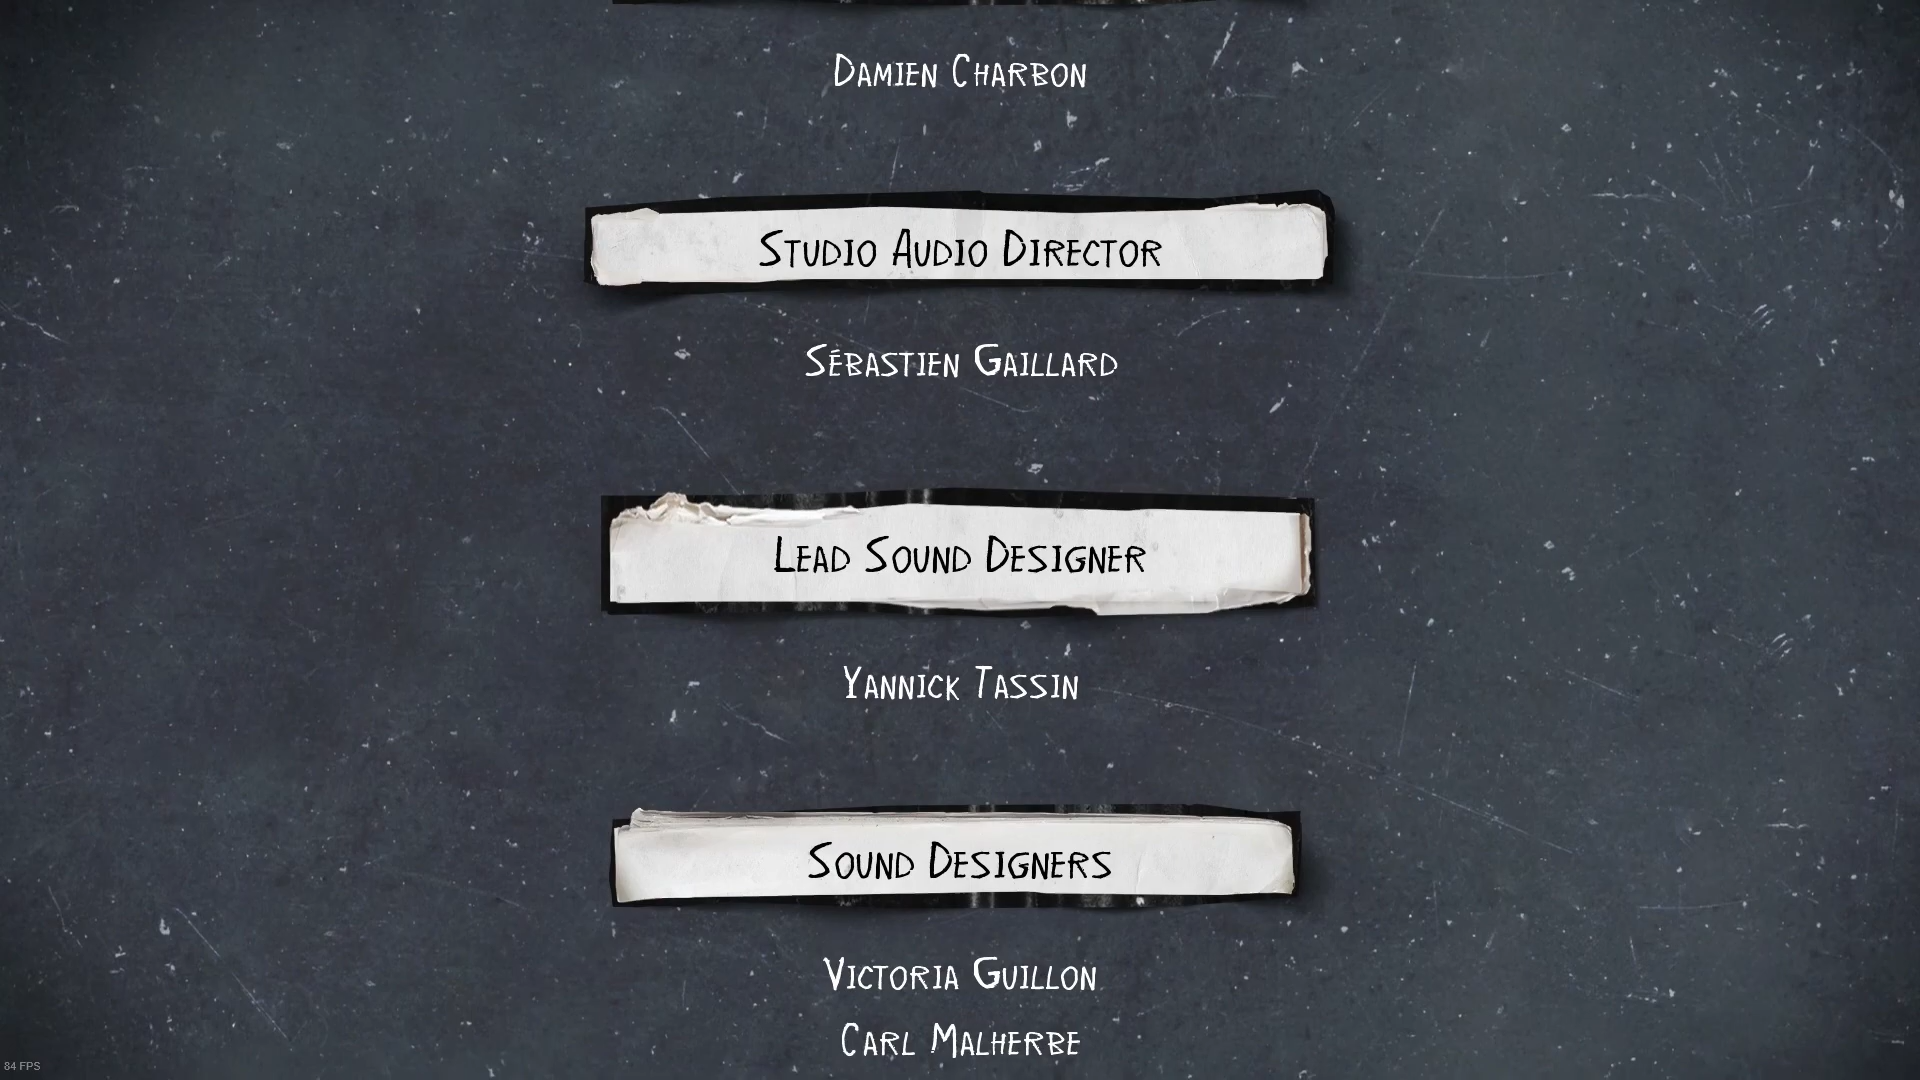 Damien Charbon
Studio Audio Director
Sébastien Gaillard
Lead Sound Designer
Yannick Tassin
Sound Designers
Victoria Guillon
Carl Malherbe
84 FPS